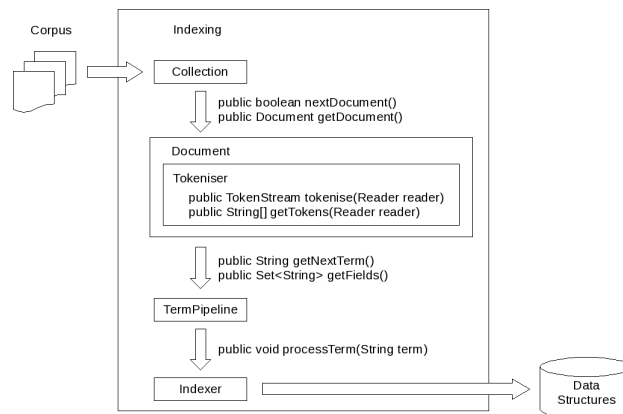 Corpus
Indexing
Collection
public boolean nextDocument()
public Document getDocument()
Document
Tokeniser
public TokenStream tokenise(Reader reader)
public String[] getTokens(Reader reader)
public String getNextTerm()
public Set<String> getFields()
TermPipeline
public void processTerm(String term)
Indexer
Data
Structures